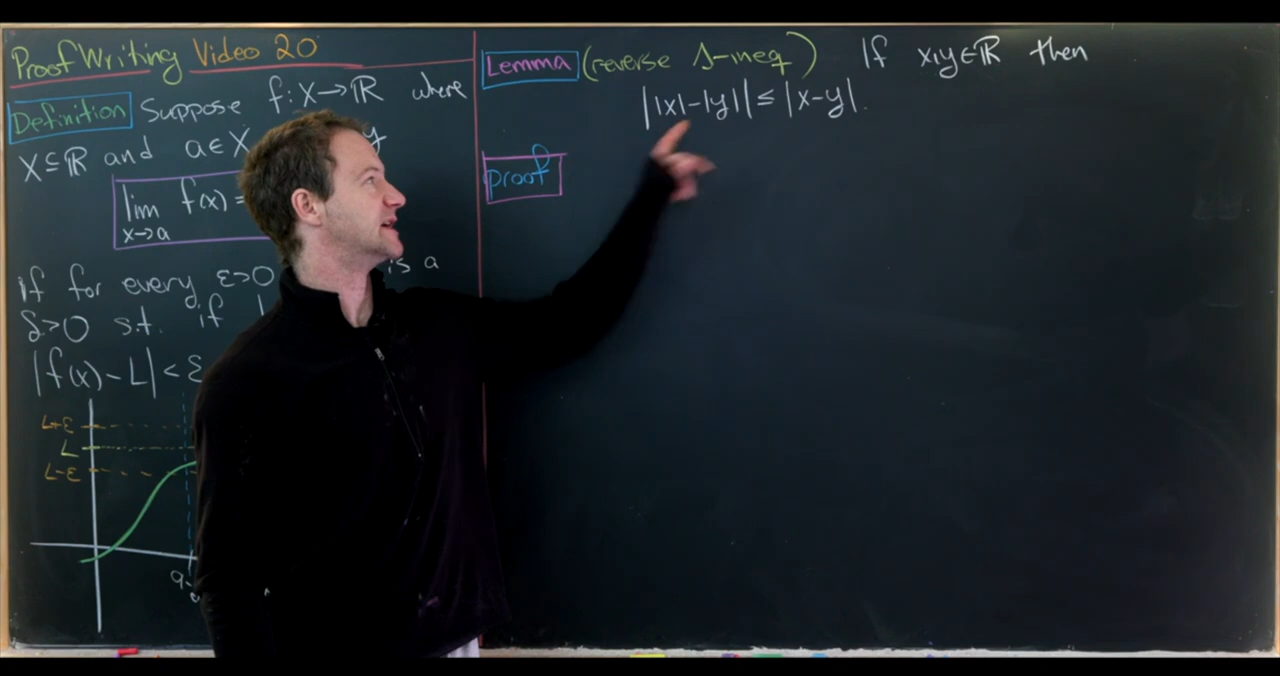 Proof Writing Video 20
Definition Suppose f: X→ℝ where
X⊆ℝ and a∈X y
lim f(x) =
x→a
if for every ε>0 is a
δ>0 s.t. if |
|f(x) - L| < ε
L+ε
L
L-ε
a-
Lemma (reverse Δ-ineq) If x,y∈ℝ then
||x|-|y|| ≤ |x-y|.
proof